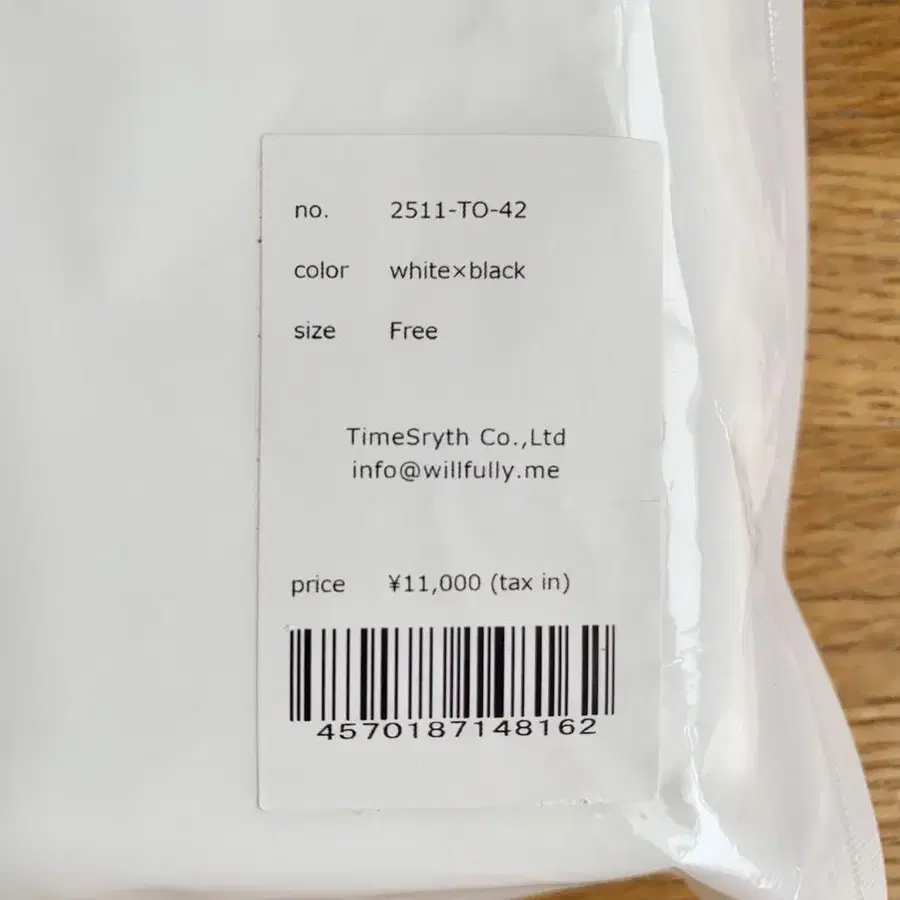 no. 2511-TO-42
color white×black
size Free
TimeSryth Co.,Ltd
info@willfully.me
price ¥11,000 (tax in)
4570187148162